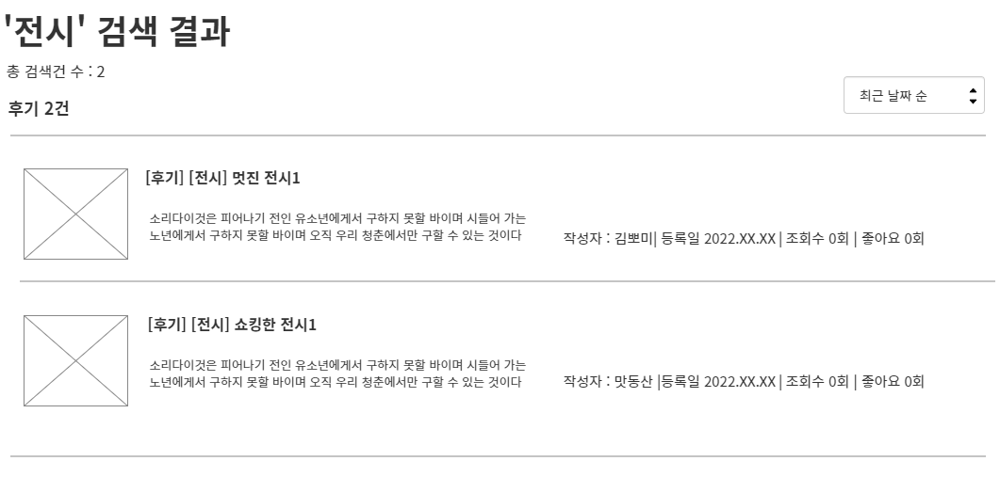 '전시' 검색 결과
총 검색건 수 : 2
후기 2건
최근 날짜 순
[후기] [전시] 멋진 전시1
소리다이것은 피어나기 전인 유소년에게서 구하지 못할 바이며 시들어 가는
노년에게서 구하지 못할 바이며 오직 우리 청춘에서만 구할 수 있는 것이다
작성자 : 김뽀미| 등록일 2022.XX.XX | 조회수 0회 | 좋아요 0회
[후기] [전시] 쇼킹한 전시1
소리다이것은 피어나기 전인 유소년에게서 구하지 못할 바이며 시들어 가는
노년에게서 구하지 못할 바이며 오직 우리 청춘에서만 구할 수 있는 것이다
작성자 : 맛동산 |등록일 2022.XX.XX | 조회수 0회 | 좋아요 0회